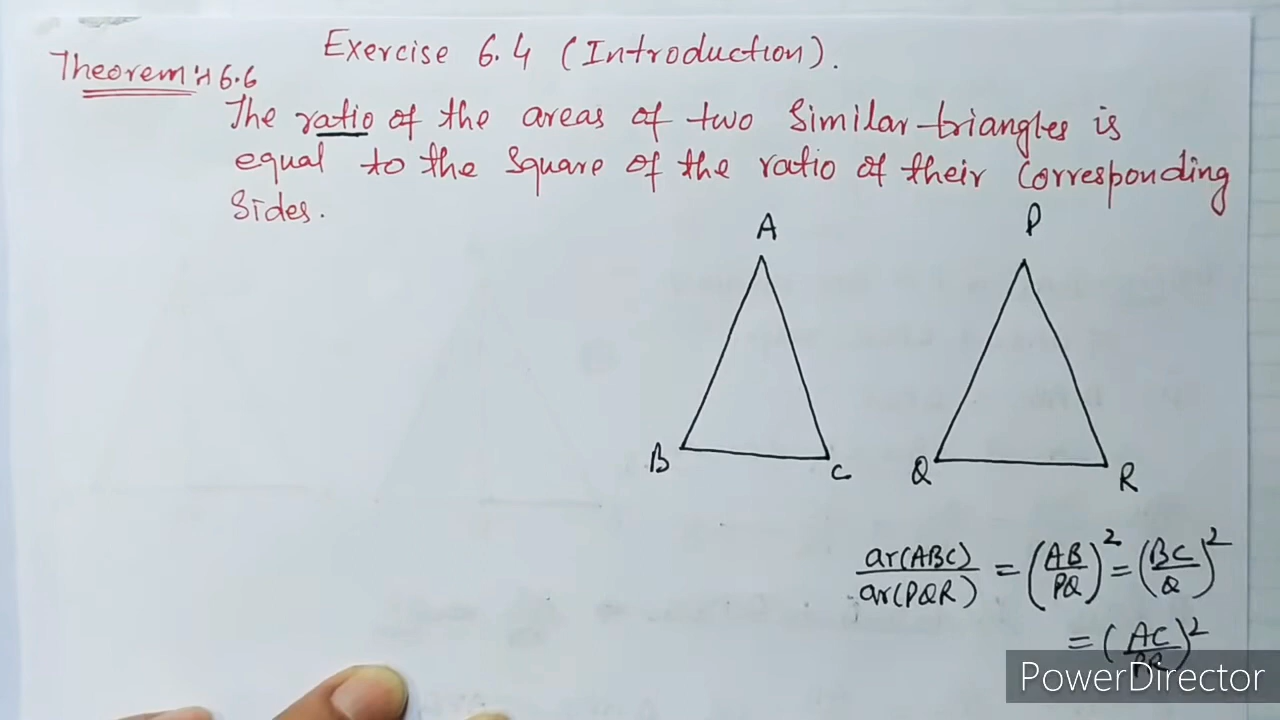 Exercise 6.4 (Introduction).
Theorem:- 6.6
The ratio of the areas of two Similar triangles is
equal to the square of the ratio of their Corresponding
Sides.
A
P
B
C
Q
R
ar(ABC)/ar(PQR) = (AB/PQ)² = (BC/Q)²
= (AC/)²
PowerDirector